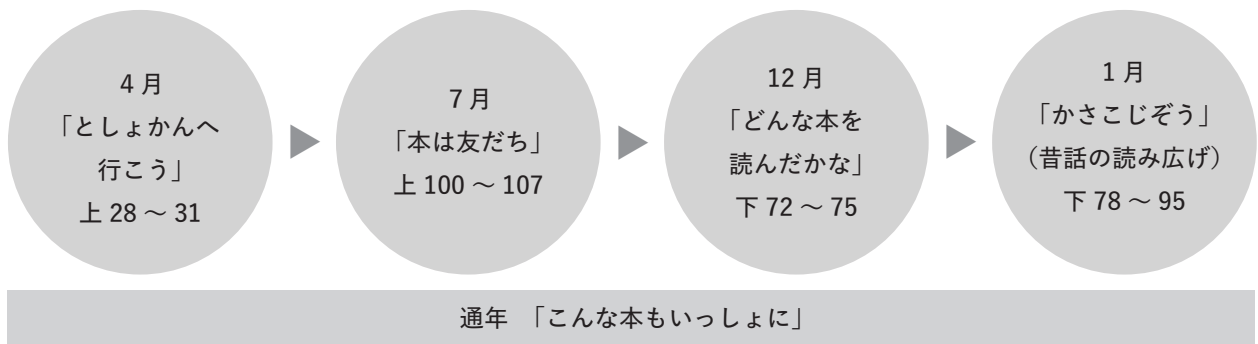 4月
「としょかんへ
行こう」
上 28 ～ 31
7月
「本は友だち」
上 100 ～ 107
12月
「どんな本を
読んだかな」
下 72 ～ 75
1月
「かさこじぞう」
（昔話の読み広げ）
下 78 ～ 95
通年 「こんな本もいっしょに」